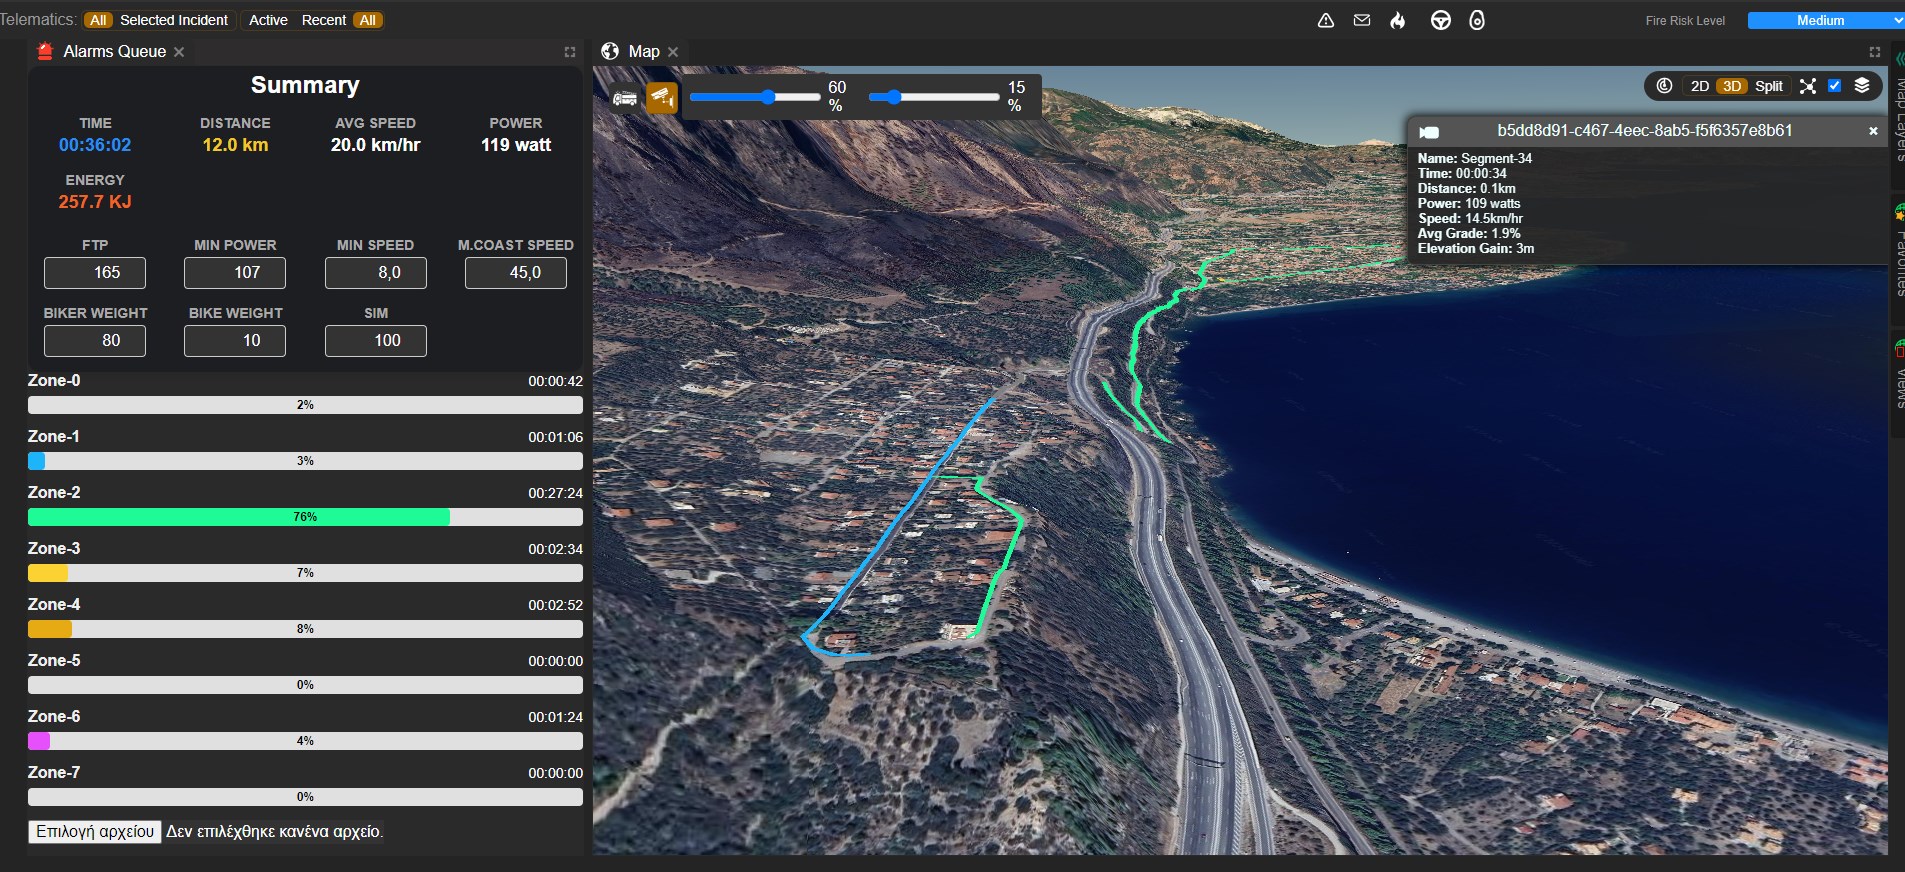 Telematics: All Selected Incident Active Recent All
Fire Risk Level Medium
Alarms Queue
Map
Summary
TIME DISTANCE AVG SPEED POWER
00:36:02 12.0 km 20.0 km/hr 119 watt
ENERGY
257.7 KJ
FTP MIN POWER MIN SPEED M.COAST SPEED
165 107 8,0 45,0
BIKER WEIGHT BIKE WEIGHT SIM
80 10 100
Zone-0 00:00:42
2%
Zone-1 00:01:06
3%
Zone-2 00:27:24
76%
Zone-3 00:02:34
7%
Zone-4 00:02:52
8%
Zone-5 00:00:00
0%
Zone-6 00:01:24
4%
Zone-7 00:00:00
0%
Επιλογή αρχείου Δεν επιλέχθηκε κανένα αρχείο.
60 %
15 %
2D 3D Split
b5dd8d91-c467-4eec-8ab5-f5f6357e8b61
Name: Segment-34
Time: 00:00:34
Distance: 0.1km
Power: 109 watts
Speed: 14.5km/hr
Avg Grade: 1.9%
Elevation Gain: 3m
Map Layers
Favorites
Views